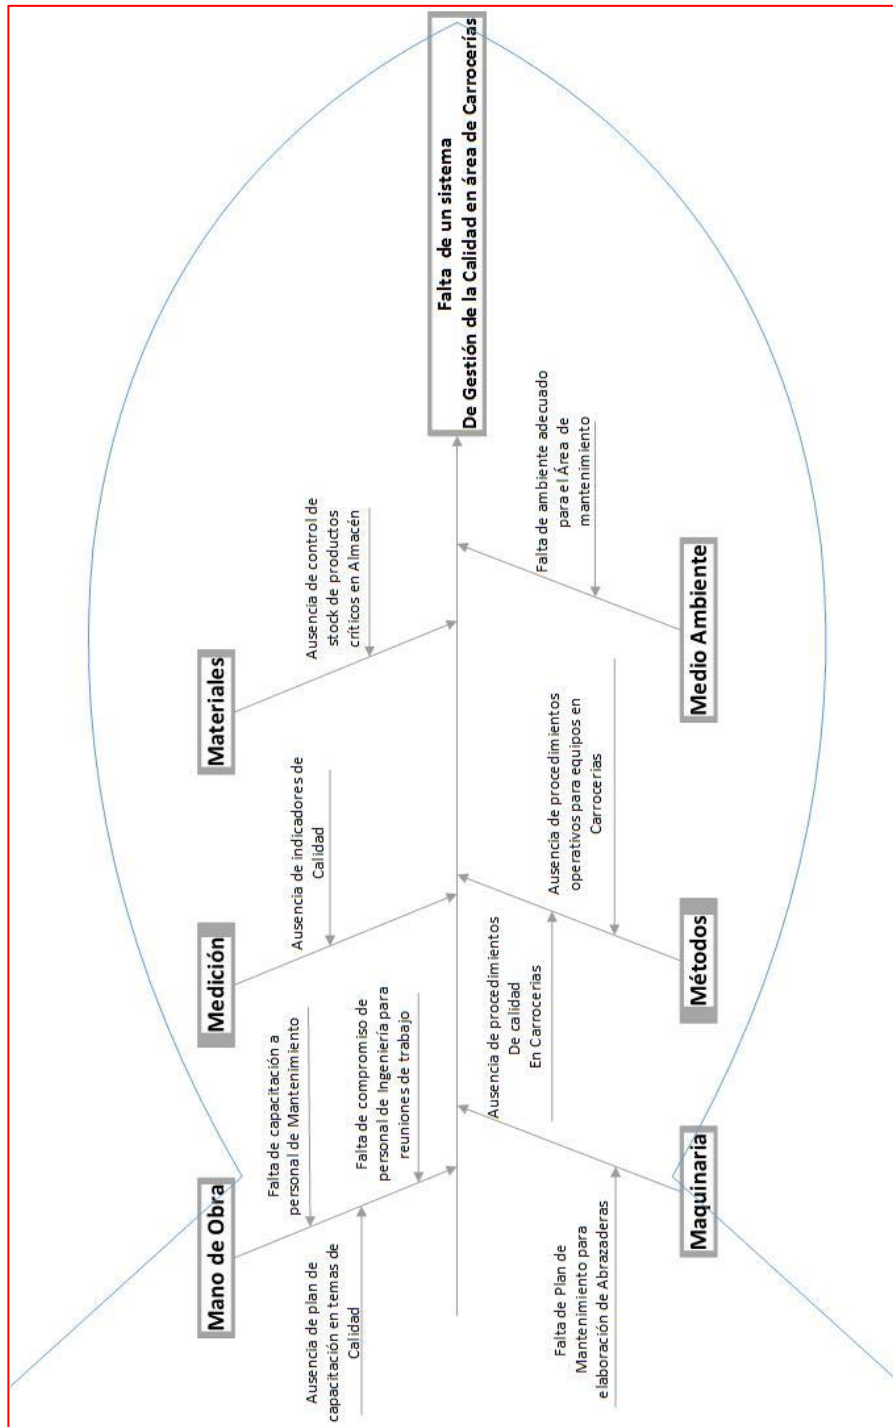 Mano de Obra
Medición
Materiales
Falta de capacitación a
personal de Mantenimiento
Ausencia de plan de
capacitación en temas de
Calidad
Falta de compromiso de
personal de Ingeniería para
reuniones de trabajo
Ausencia de indicadores de
Calidad
Ausencia de control de
stock de productos
críticos en Almacén
Falta de un sistema
De Gestión de la Calidad en área de Carrocerías
Falta de Plan de
Mantenimiento para
elaboración de Abrazaderas
Ausencia de procedimientos
De calidad
En Carrocerias
Ausencia de procedimientos
operativos para equipos en
Carrocerias
Falta de ambiente adecuado
para el Área de
mantenimiento
Maquinaria
Métodos
Medio Ambiente